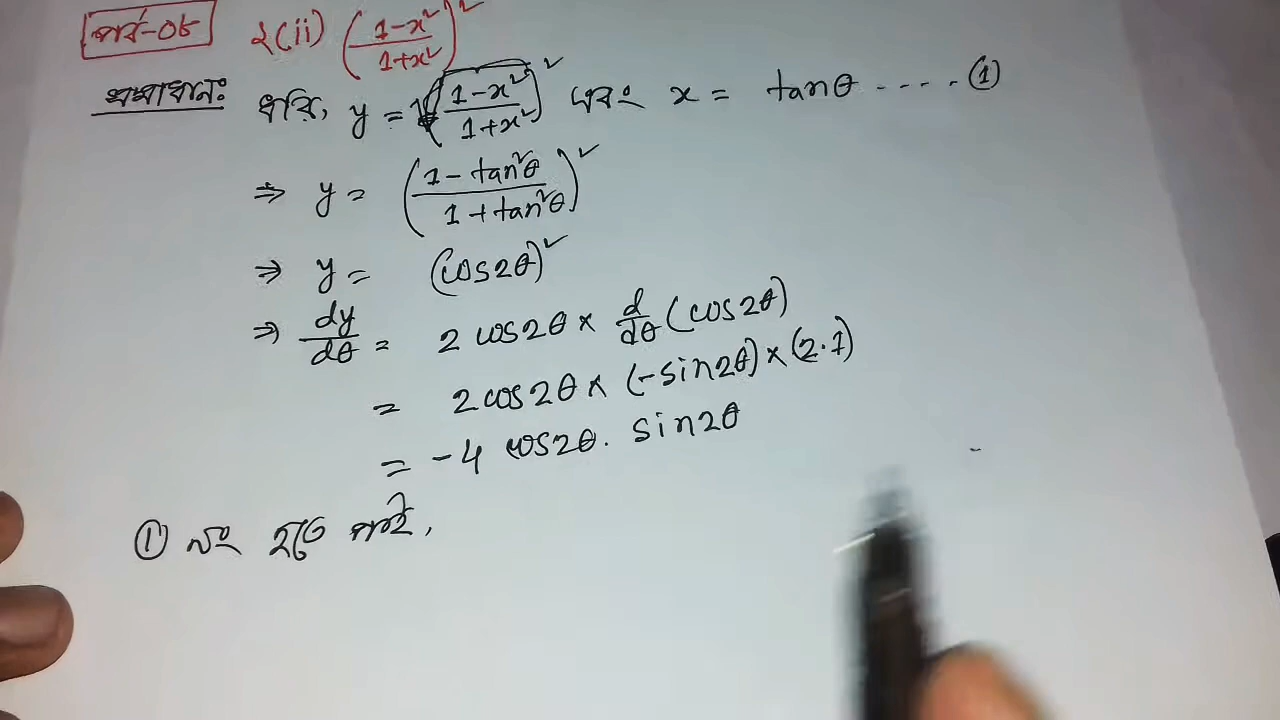 পার্ট-০৮ ২(ii) ((1-x²)/(1+x²))²
সমাধানঃ ধরি, y = ((1-x²)/(1+x²))² এবং x = tanθ ....①
⇒ y = ((1-tan²θ)/(1+tan²θ))²
⇒ y = (cos2θ)²
⇒ dy/dθ = 2 cos2θ × d/dθ (cos2θ)
= 2cos2θ × (-sin2θ) × (2·1)
= -4 cos2θ. sin2θ
① নং হতে পাই,